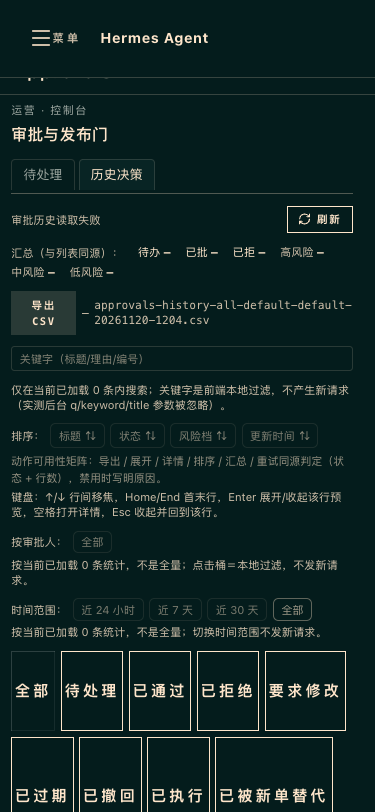 菜单 Hermes Agent
运营 · 控制台
审批与发布门
待处理 历史决策
审批历史读取失败 刷新
汇总（与列表同源）： 待办 — 已批 — 已拒 — 高风险 —
中风险 — 低风险 —
导出 CSV — approvals-history-all-default-default-20261120-1204.csv
关键字（标题/理由/编号）
仅在当前已加载 0 条内搜索；关键字是前端本地过滤，不产生新请求
（实测后台 q/keyword/title 参数被忽略）。
排序： 标题 ⇅ 状态 ⇅ 风险档 ⇅ 更新时间 ⇅
动作可用性矩阵：导出 / 展开 / 详情 / 排序 / 汇总 / 重试同源判定（状
态 + 行数），禁用时写明原因。
键盘：↑/↓ 行间移焦，Home/End 首末行，Enter 展开/收起该行预
览，空格打开详情，Esc 收起并回到该行。
按审批人： 全部
按当前已加载 0 条统计，不是全量；点击桶＝本地过滤，不发新请
求。
时间范围： 近 24 小时 近 7 天 近 30 天 全部
按当前已加载 0 条统计，不是全量；切换时间范围不发新请求。
全部 待处理 已通过 已拒绝 要求修改
已过期 已撤回 已执行 已被新单替代